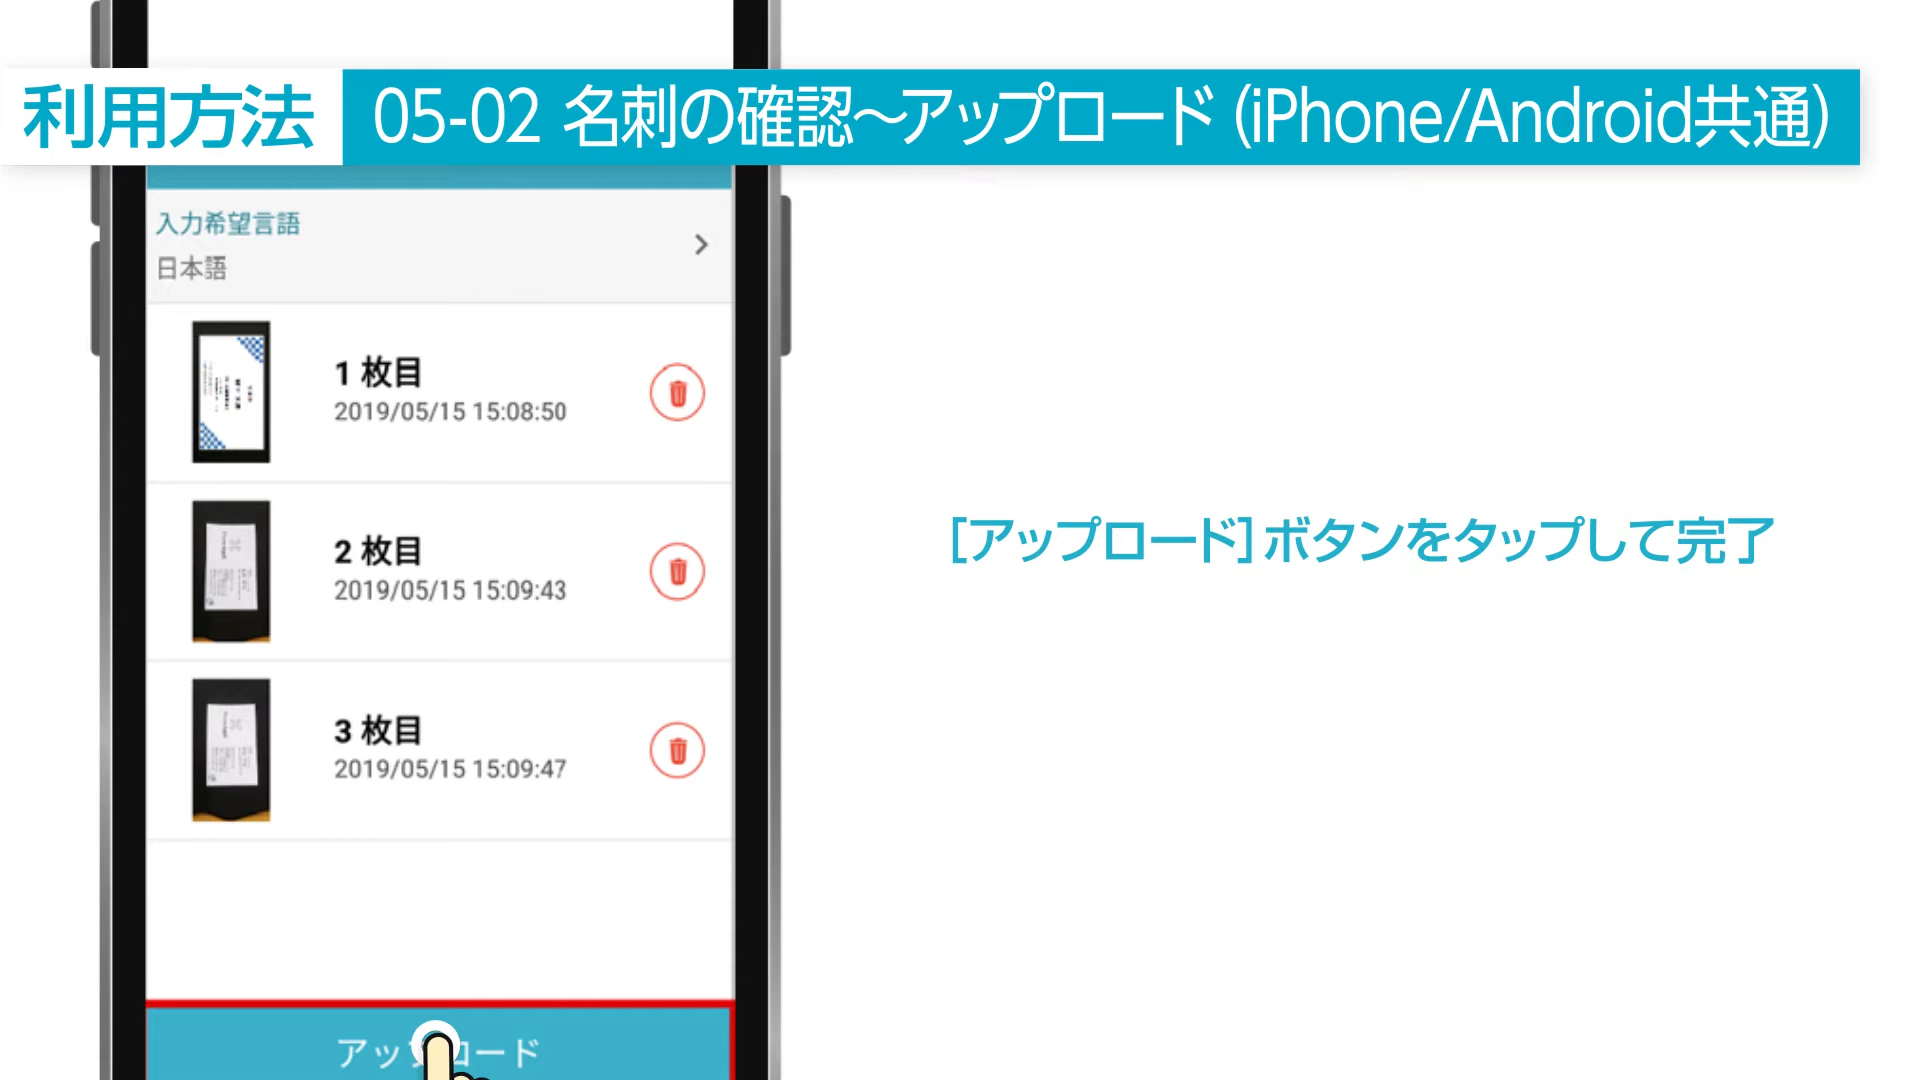 利用方法
05-02 名刺の確認～アップロード（iPhone/Android共通）
入力希望言語
日本語
1 枚目
2019/05/15 15:08:50
2 枚目
2019/05/15 15:09:43
3 枚目
2019/05/15 15:09:47
［アップロード］ボタンをタップして完了
アップロード